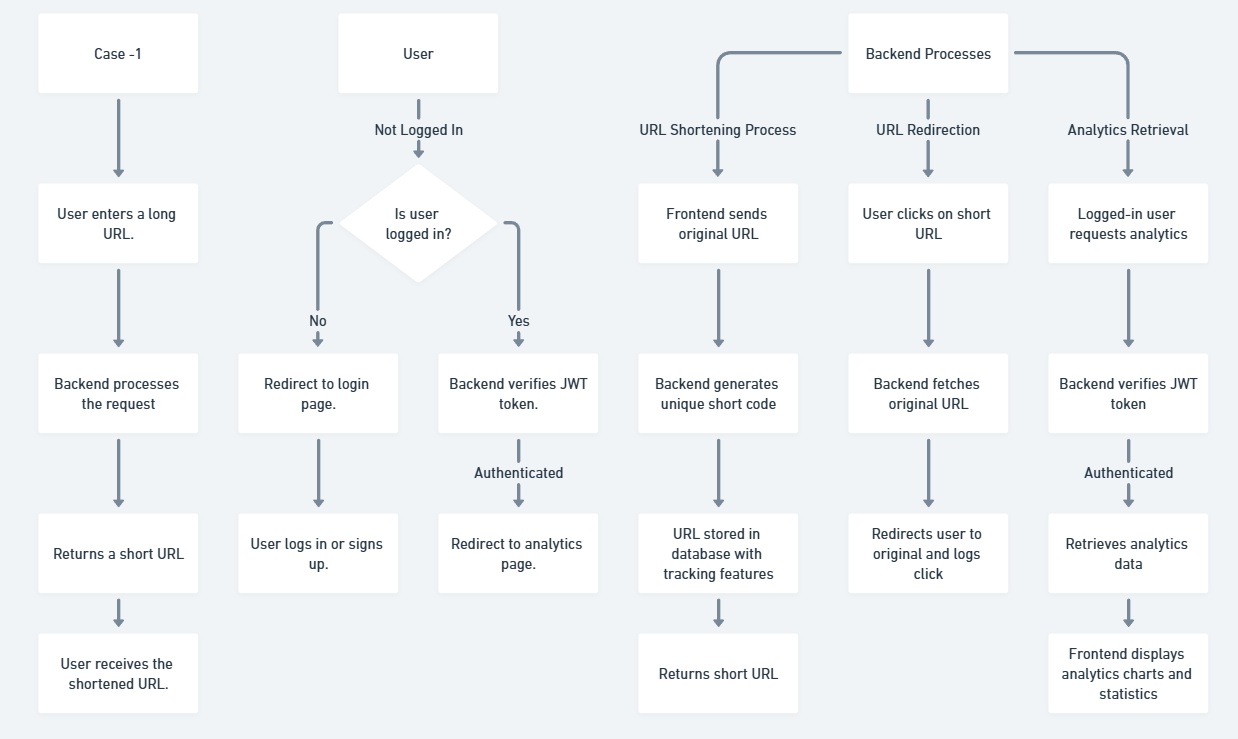 Case -1
User enters a long
URL.
Backend processes
the request
Returns a short URL
User receives the
shortened URL.
User
Not Logged In
Is user
logged in?
No
Redirect to login
page.
User logs in or signs
up.
Yes
Backend verifies JWT
token.
Authenticated
Redirect to analytics
page.
Backend Processes
URL Shortening Process
Frontend sends
original URL
Backend generates
unique short code
URL stored in
database with
tracking features
Returns short URL
URL Redirection
User clicks on short
URL
Backend fetches
original URL
Redirects user to
original and logs
click
Analytics Retrieval
Logged-in user
requests analytics
Backend verifies JWT
token
Authenticated
Retrieves analytics
data
Frontend displays
analytics charts and
statistics